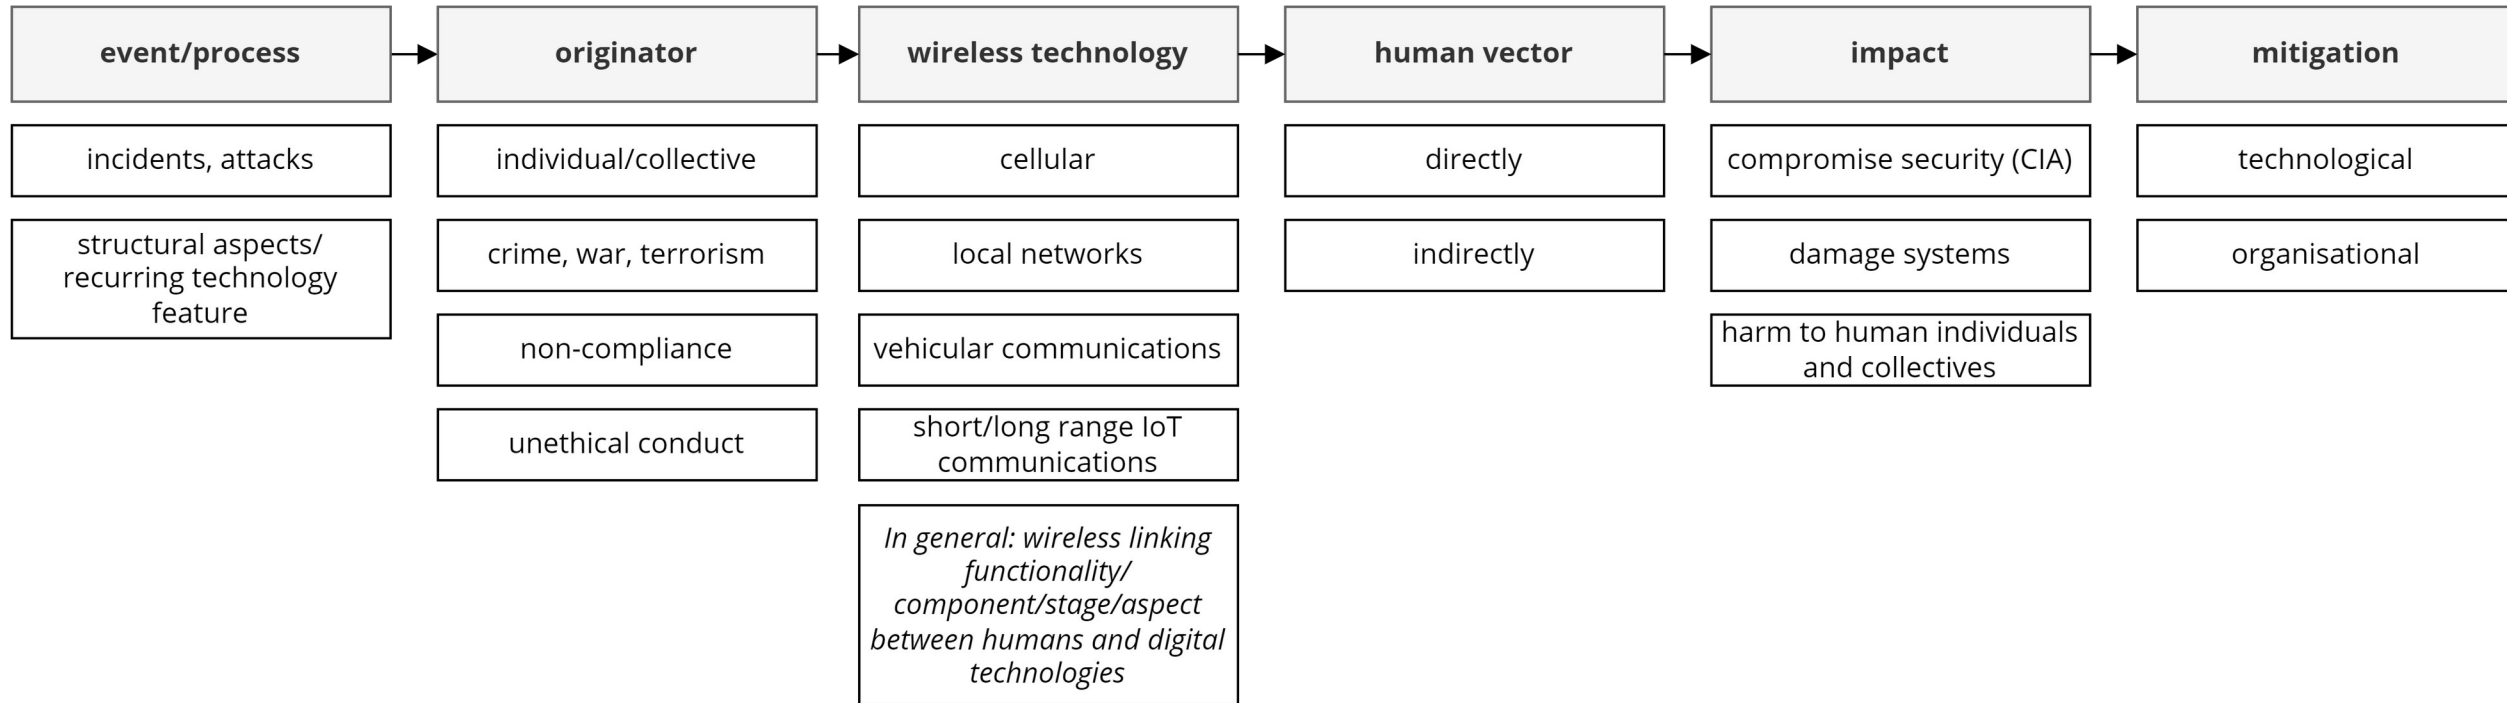 event/process
originator
wireless technology
human vector
impact
mitigation
incidents, attacks
structural aspects/
recurring technology
feature
individual/collective
crime, war, terrorism
non-compliance
unethical conduct
cellular
local networks
vehicular communications
short/long range IoT
communications
In general: wireless linking
functionality/
component/stage/aspect
between humans and digital
technologies
directly
indirectly
compromise security (CIA)
damage systems
harm to human individuals
and collectives
technological
organisational